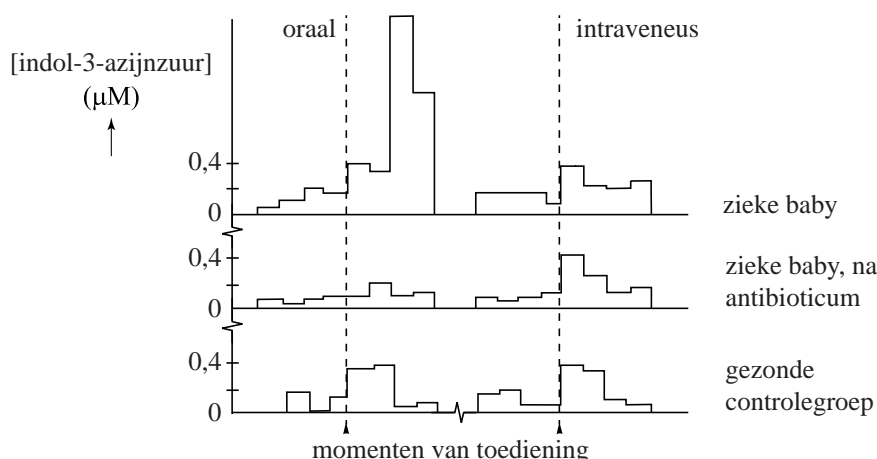 oraal
intraveneus
[indol-3-azijnzuur]
(µM)
0,4
0
zieke baby
0,4
0
zieke baby, na
antibioticum
0,4
0
gezonde
controlegroep
momenten van toediening